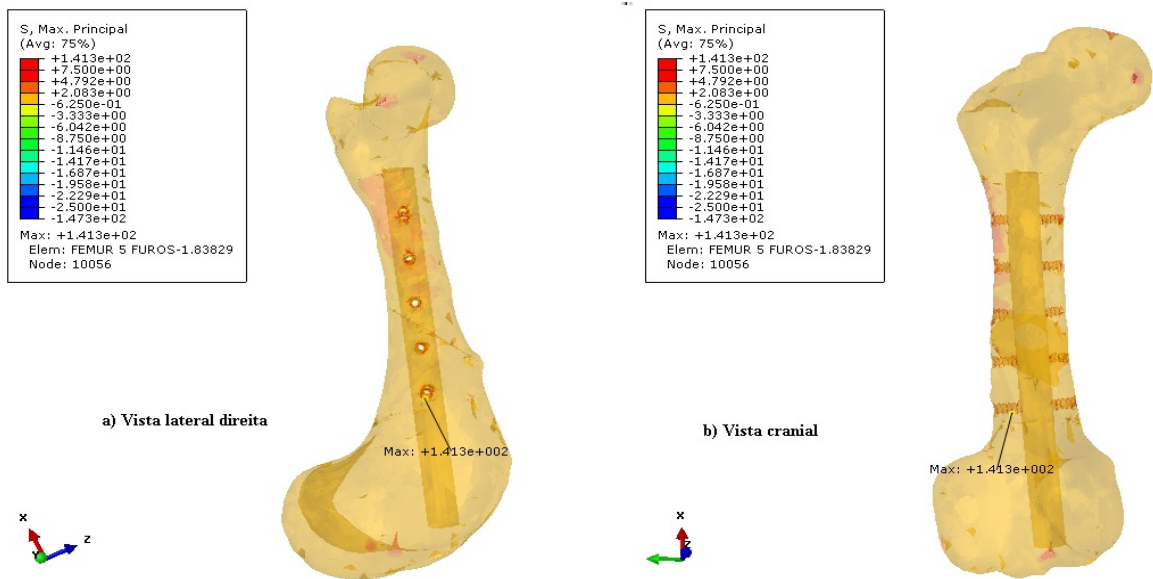 S, Max. Principal
(Avg: 75%)
+1.413e+02
+7.500e+00
+4.792e+00
+2.083e+00
-6.250e-01
-3.333e+00
-6.042e+00
-8.750e+00
-1.146e+01
-1.417e+01
-1.687e+01
-1.958e+01
-2.229e+01
-2.500e+01
-1.473e+02
Max: +1.413e+02
Elem: FEMUR 5 FUROS-1.83829
Node: 10056
a) Vista lateral direita
Max: +1.413e+002
X
Y
Z
S, Max. Principal
(Avg: 75%)
+1.413e+02
+7.500e+00
+4.792e+00
+2.083e+00
-6.250e-01
-3.333e+00
-6.042e+00
-8.750e+00
-1.146e+01
-1.417e+01
-1.687e+01
-1.958e+01
-2.229e+01
-2.500e+01
-1.473e+02
Max: +1.413e+02
Elem: FEMUR 5 FUROS-1.83829
Node: 10056
b) Vista cranial
Max: +1.413e+002
X
Z